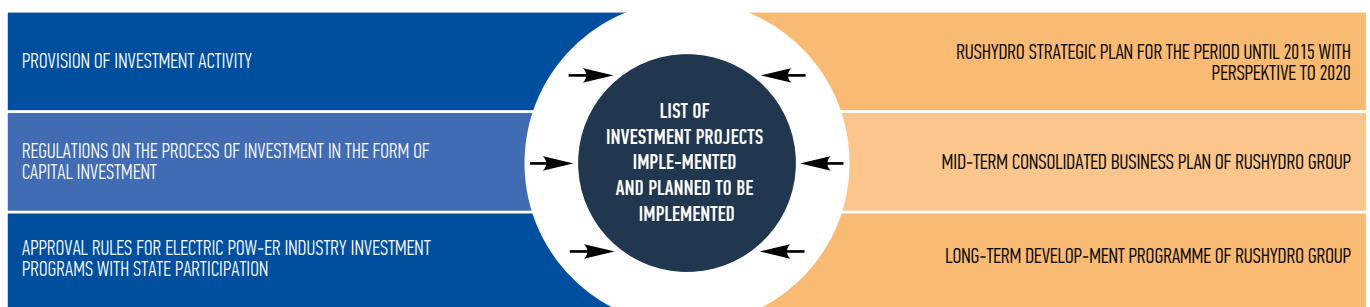 PROVISION OF INVESTMENT ACTIVITY
REGULATIONS ON THE PROCESS OF INVESTMENT IN THE FORM OF
CAPITAL INVESTMENT
APPROVAL RULES FOR ELECTRIC POW-ER INDUSTRY INVESTMENT
PROGRAMS WITH STATE PARTICIPATION
LIST OF
INVESTMENT PROJECTS
IMPLE-MENTED
AND PLANNED TO BE
IMPLEMENTED
RUSHYDRO STRATEGIC PLAN FOR THE PERIOD UNTIL 2015 WITH
PERSPEKTIVE TO 2020
MID-TERM CONSOLIDATED BUSINESS PLAN OF RUSHYDRO GROUP
LONG-TERM DEVELOP-MENT PROGRAMME OF RUSHYDRO GROUP